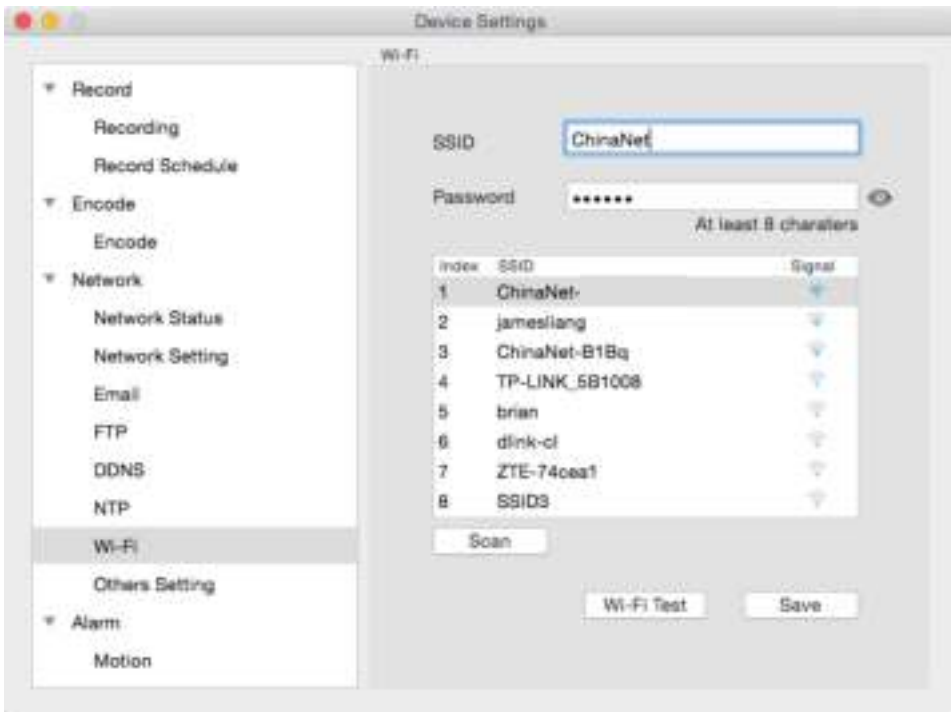 Device Settings
Wi-Fi
Record
Recording
Record Schedule
Encode
Encode
Network
Network Status
Network Setting
Email
FTP
DDNS
NTP
Wi-Fi
Others Setting
Alarm
Motion
SSID ChinaNet
Password ••••••
At least 8 charaters
Index SSID Signal
1 ChinaNet-
2 jamesliang
3 ChinaNet-B1Bq
4 TP-LINK_5B1008
5 brian
6 dlink-cl
7 ZTE-74cea1
8 SSID3
Scan
Wi-Fi Test Save